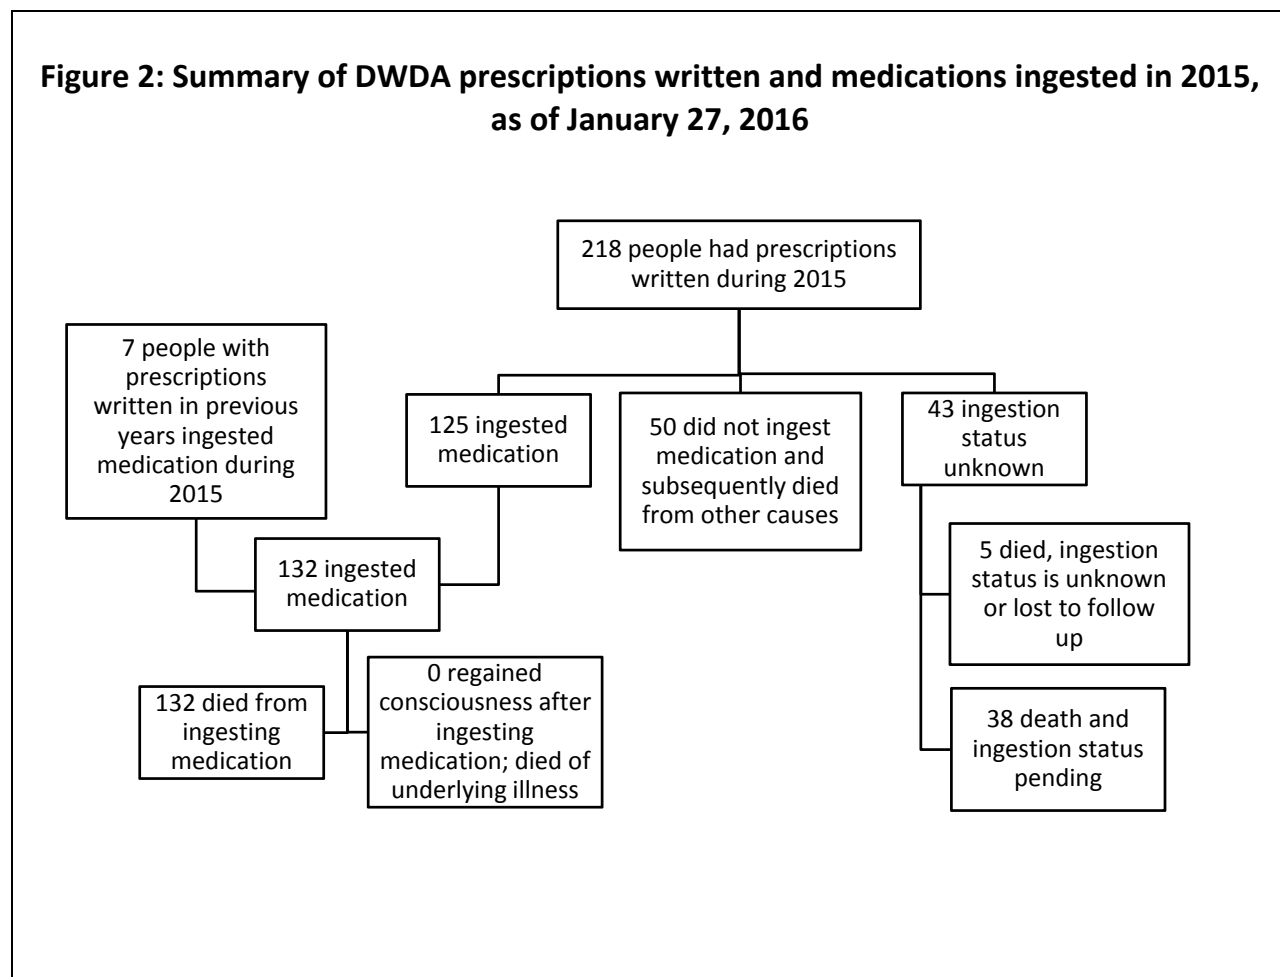 Figure 2: Summary of DWDA prescriptions written and medications ingested in 2015,
as of January 27, 2016
218 people had prescriptions
written during 2015
7 people with
prescriptions
written in previous
years ingested
medication during
2015
125 ingested
medication
50 did not ingest
medication and
subsequently died
from other causes
43 ingestion
status
unknown
132 ingested
medication
5 died, ingestion
status is unknown
or lost to follow
up
132 died from
ingesting
medication
0 regained
consciousness after
ingesting
medication; died of
underlying illness
38 death and
ingestion status
pending